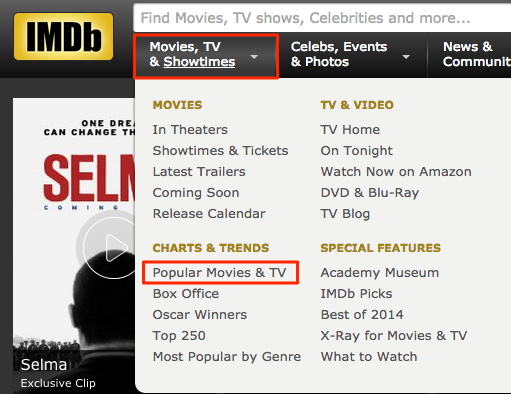 IMDb
Find Movies, TV shows, Celebrities and more...
Movies, TV
& Showtimes
Celebs, Events
& Photos
News &
Communit
MOVIES
In Theaters
Showtimes & Tickets
Latest Trailers
Coming Soon
Release Calendar
TV & VIDEO
TV Home
On Tonight
Watch Now on Amazon
DVD & Blu-Ray
TV Blog
CHARTS & TRENDS
Popular Movies & TV
Box Office
Oscar Winners
Top 250
Most Popular by Genre
SPECIAL FEATURES
Academy Museum
IMDb Picks
Best of 2014
X-Ray for Movies & TV
What to Watch
ONE DREA
CAN CHANGE TH
SELM
COMING
Selma
Exclusive Clip